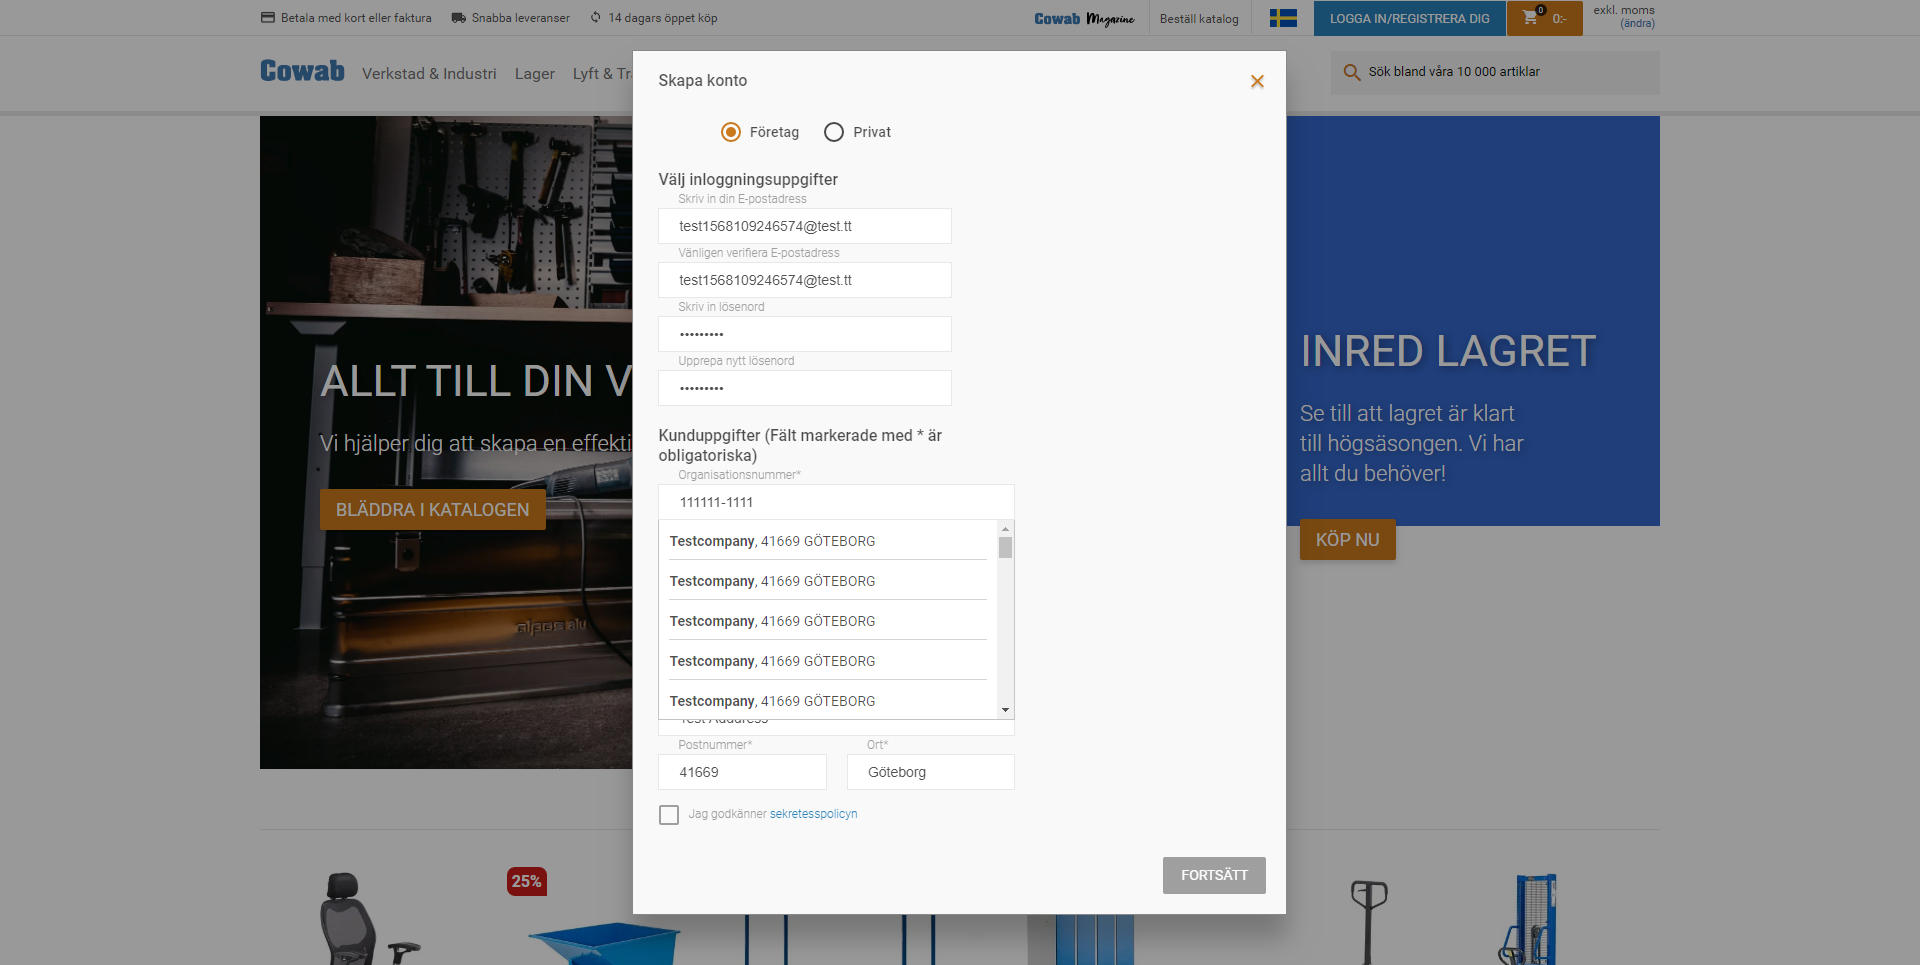 Betala med kort eller faktura
Snabba leveranser
14 dagars öppet köp
Cowab Magazine
Beställ katalog
LOGGA IN/REGISTRERA DIG
0
0:-
exkl. moms
(ändra)
Cowab
Verkstad & Industri
Lager
Lyft &
Sök bland våra 10 000 artiklar
Skapa konto
Företag
Privat
Välj inloggningsuppgifter
Skriv in din E-postadress
test1568109246574@test.tt
Vänligen verifiera E-postadress
test1568109246574@test.tt
Skriv in lösenord
•••••••••
Upprepa nytt lösenord
•••••••••
Kunduppgifter (Fält markerade med * är
obligatoriska)
Organisationsnummer*
111111-1111
Testcompany, 41669 GÖTEBORG
Testcompany, 41669 GÖTEBORG
Testcompany, 41669 GÖTEBORG
Testcompany, 41669 GÖTEBORG
Testcompany, 41669 GÖTEBORG
Postnummer*
Ort*
41669
Göteborg
Jag godkänner sekretesspolicyn
FORTSÄTT
ALLT TILL DIN V
Vi hjälper dig att skapa en effekti
BLÄDDRA I KATALOGEN
INRED LAGRET
Se till att lagret är klart
till högsäsongen. Vi har
allt du behöver!
KÖP NU
25%